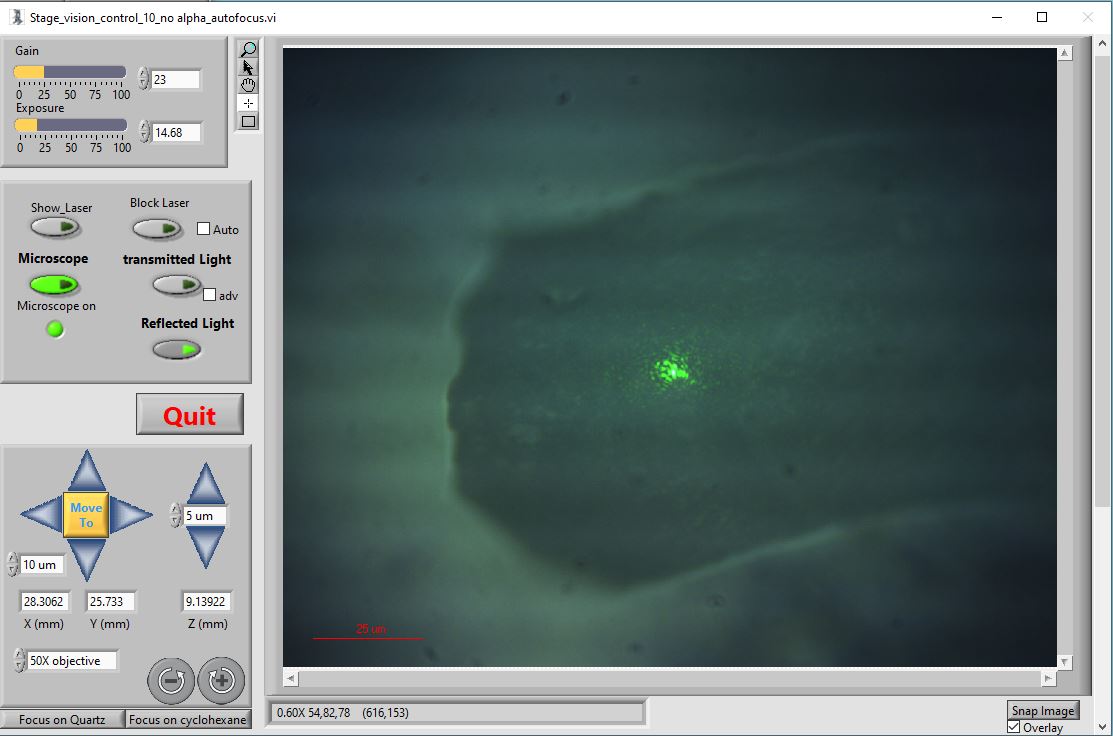 Stage_vision_control_10_no alpha_autofocus.vi
Gain
23
0 25 50 75 100
Exposure
14.68
0 25 50 75 100
Show_Laser
Block Laser
Auto
Microscope
transmitted Light
adv
Microscope on
Reflected Light
Quit
Move
To
5 um
10 um
28.3062
25.733
9.13922
X (mm)
Y (mm)
Z (mm)
50X objective
Focus on Quartz
Focus on cyclohexane
25 um
0.60X 54,82,78 (616,153)
Snap Image
Overlay